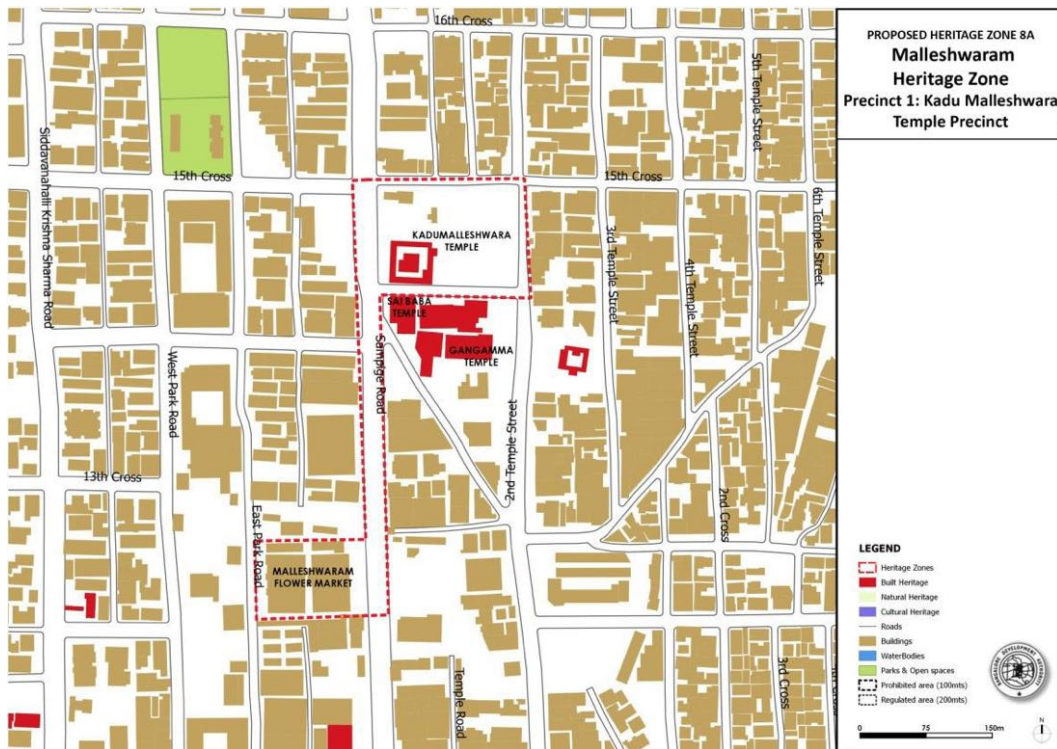 PROPOSED HERITAGE ZONE 8A
Malleshwaram
Heritage Zone
Precinct 1: Kadu Malleshwara
Temple Precinct
16th Cross
15th Cross
15th Cross
Siddavanahalli Krishna Sharma Road
5th Temple Street
6th Temple Street
KADUMALLESHWARA
TEMPLE
3rd Temple Street
4th Temple Street
SAI BABA
TEMPLE
GANGAMMA
TEMPLE
Sampige Road
West Park Road
2nd Temple Street
13th Cross
East Park Road
2nd Cross
MALLESHWARAM
FLOWER MARKET
Temple Road
3rd Cross
LEGEND
Heritage Zones
Built Heritage
Natural Heritage
Cultural Heritage
Roads
Buildings
WaterBodies
Parks & Open spaces
Prohibited area (100mts)
Regulated area (200mts)
0 75 150m
N